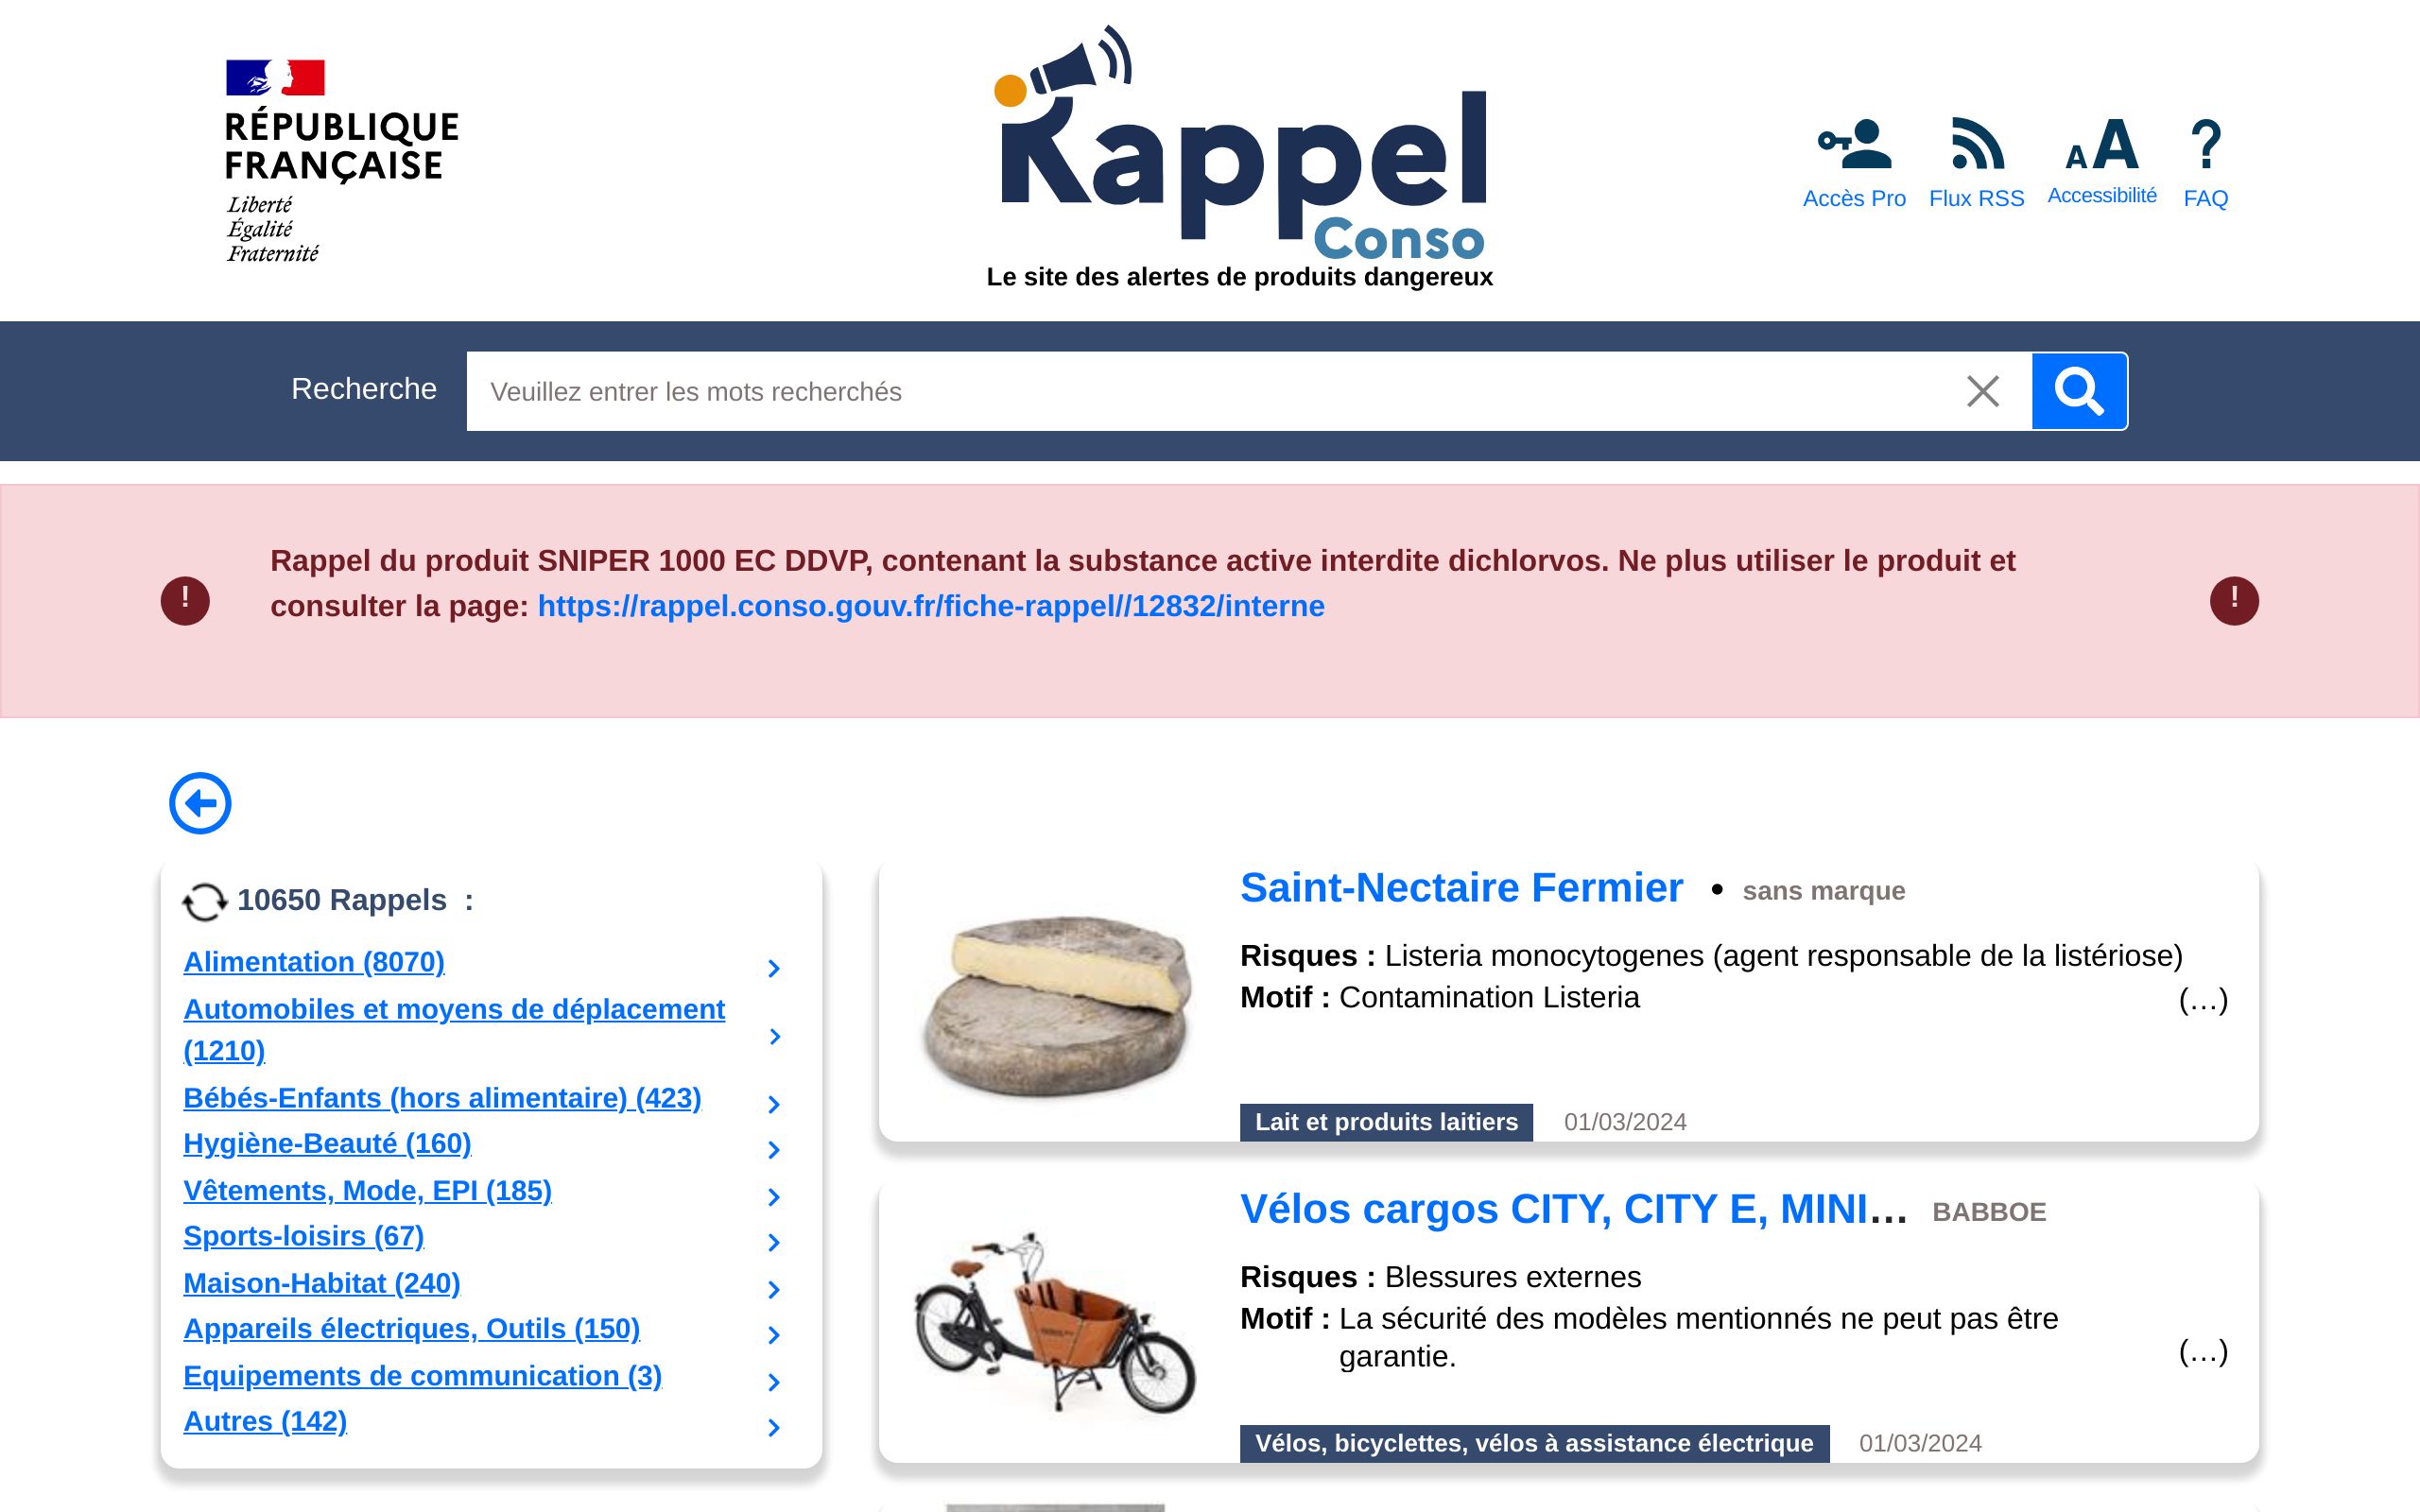 RÉPUBLIQUE
FRANÇAISE
Liberté
Égalité
Fraternité
Rappel
Conso
Le site des alertes de produits dangereux
Accès Pro
Flux RSS
AA
Accessibilité
?
FAQ
Recherche
Veuillez entrer les mots recherchés
!
Rappel du produit SNIPER 1000 EC DDVP, contenant la substance active interdite dichlorvos. Ne plus utiliser le produit et
consulter la page: https://rappel.conso.gouv.fr/fiche-rappel//12832/interne
!
10650 Rappels :
Alimentation (8070)
Automobiles et moyens de déplacement
(1210)
Bébés-Enfants (hors alimentaire) (423)
Hygiène-Beauté (160)
Vêtements, Mode, EPI (185)
Sports-loisirs (67)
Maison-Habitat (240)
Appareils électriques, Outils (150)
Equipements de communication (3)
Autres (142)
Saint-Nectaire Fermier • sans marque
Risques : Listeria monocytogenes (agent responsable de la listériose)
Motif : Contamination Listeria
(…)
Lait et produits laitiers 01/03/2024
Vélos cargos CITY, CITY E, MINI… BABBOE
Risques : Blessures externes
Motif : La sécurité des modèles mentionnés ne peut pas être
garantie.
(…)
Vélos, bicyclettes, vélos à assistance électrique 01/03/2024